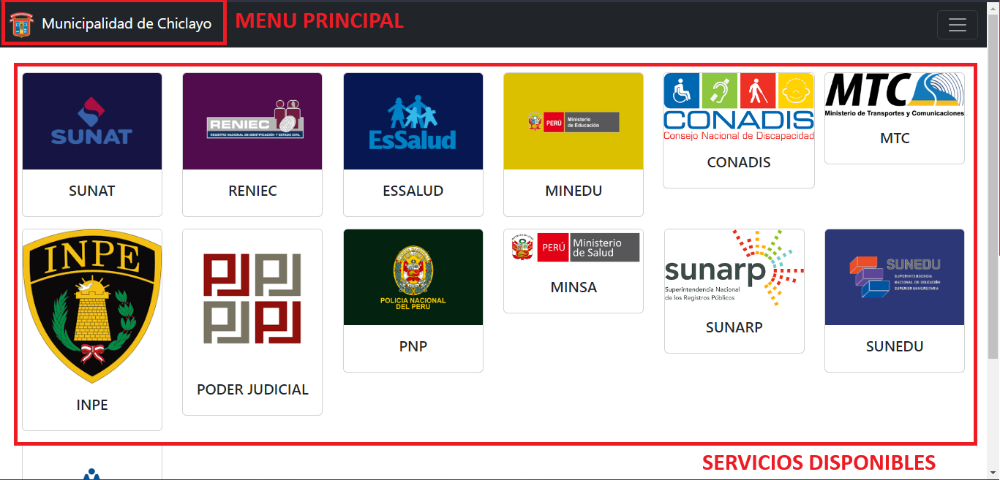 Municipalidad de Chiclayo
MENU PRINCIPAL
SUNAT
SUNAT
RENIEC
REGISTRO NACIONAL DE IDENTIFICACIÓN Y ESTADO CIVIL
RENIEC
EsSalud
ESSALUD
PERÚ
Ministerio
de Educación
MINEDU
CONADIS
Consejo Nacional de Discapacidad
CONADIS
MTC
Ministerio de Transportes y Comunicaciones
MTC
INPE
INPE
PODER JUDICIAL
POLICIA NACIONAL
DEL PERU
PNP
PERÚ
Ministerio
de Salud
MINSA
sunarp
Superintendencia Nacional
de los Registros Públicos
SUNARP
SUNEDU
SUPERINTENDENCIA
NACIONAL DE EDUCACIÓN
SUPERIOR UNIVERSITARIA
SUNEDU
SERVICIOS DISPONIBLES